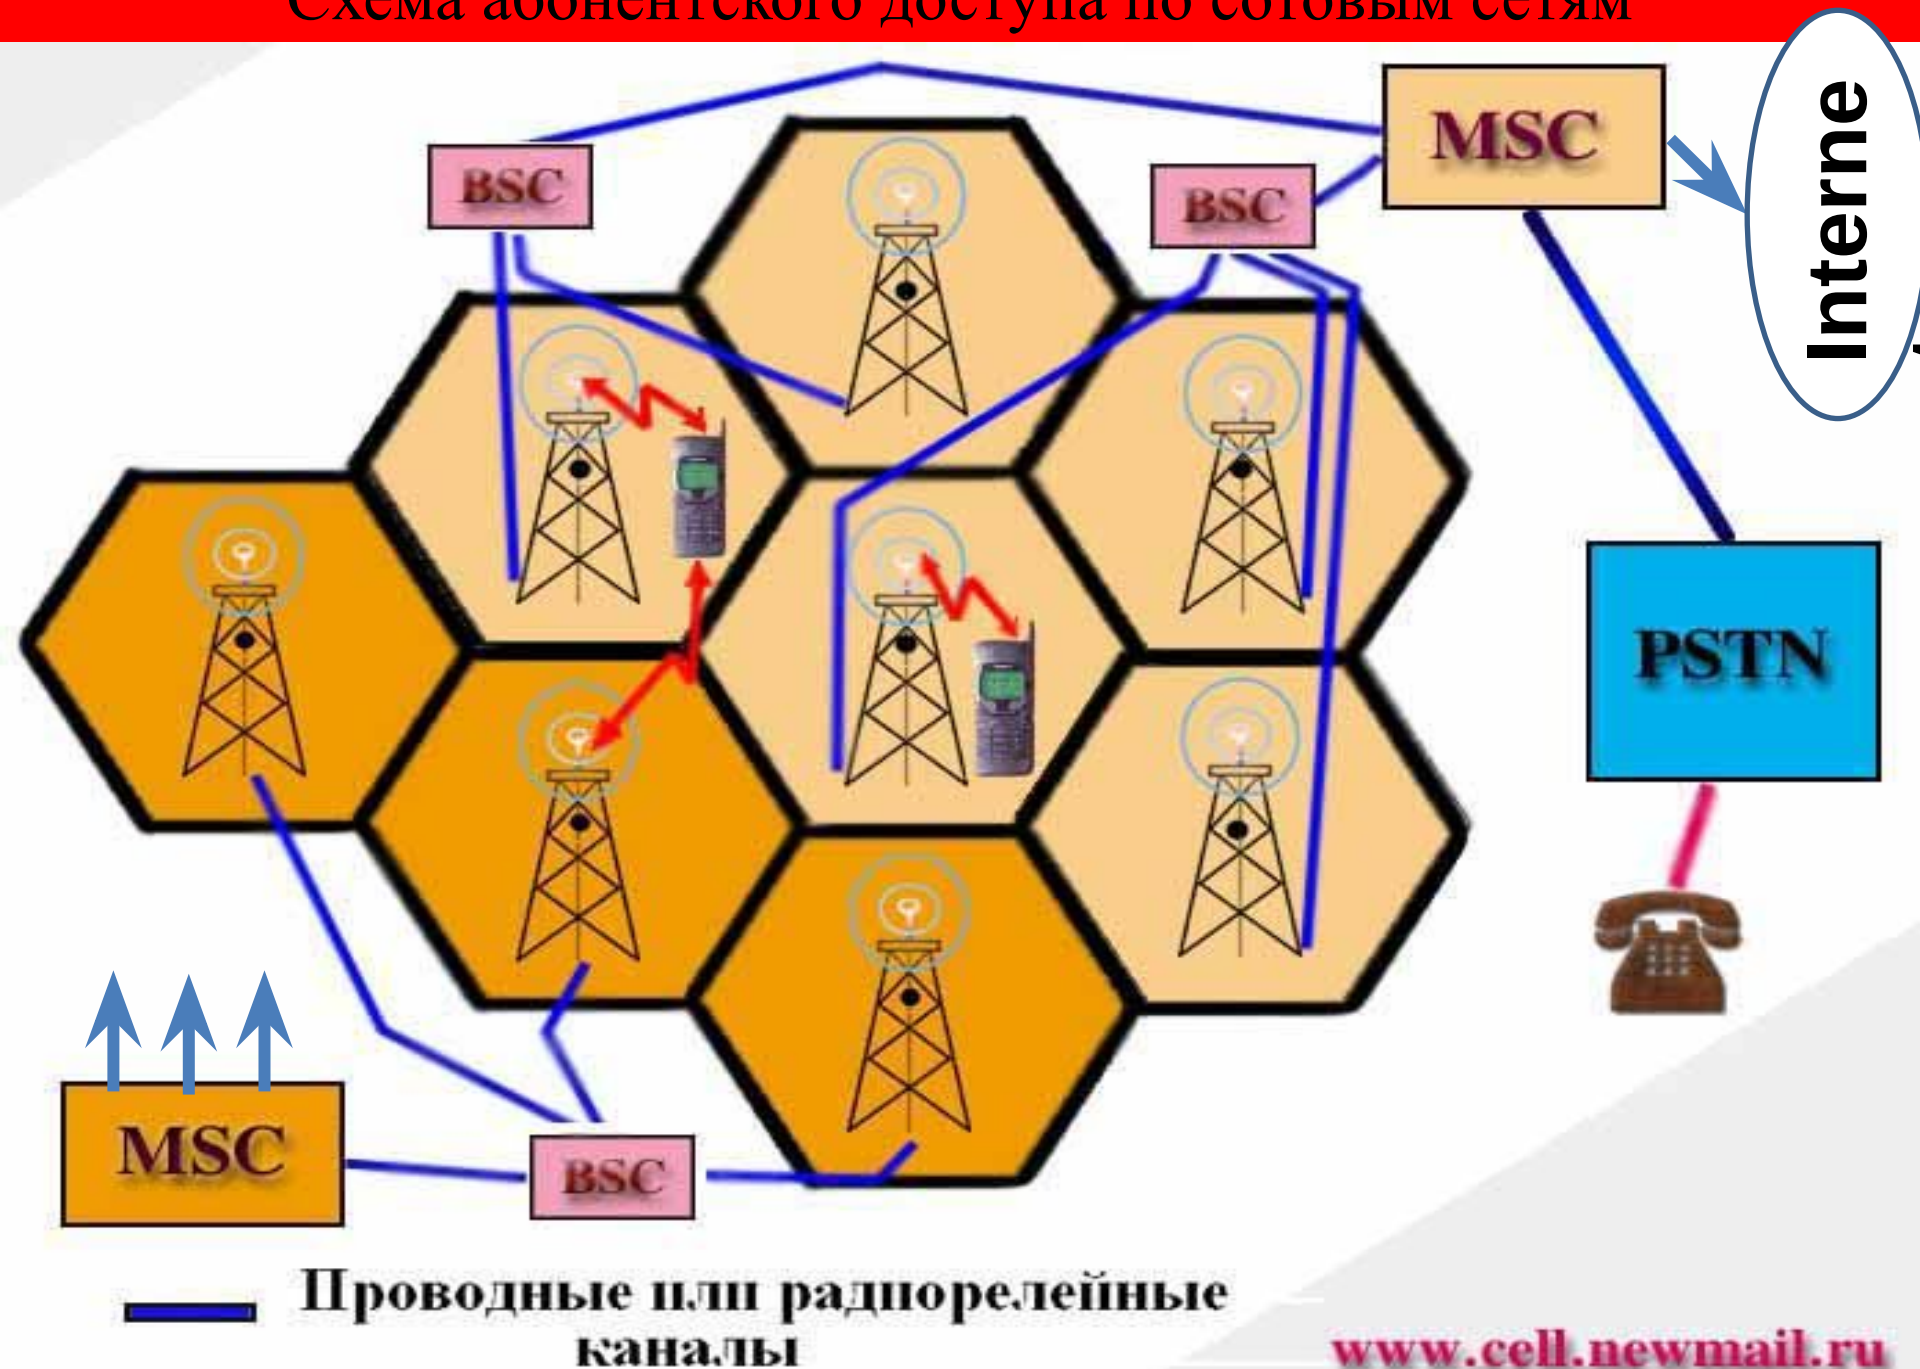 Схема абонентского доступа по сотовым сетям
MSC
Interne
BSC
BSC
PSTN
MSC
BSC
Проводные или радиорелейные
каналы
www.cell.newmail.ru